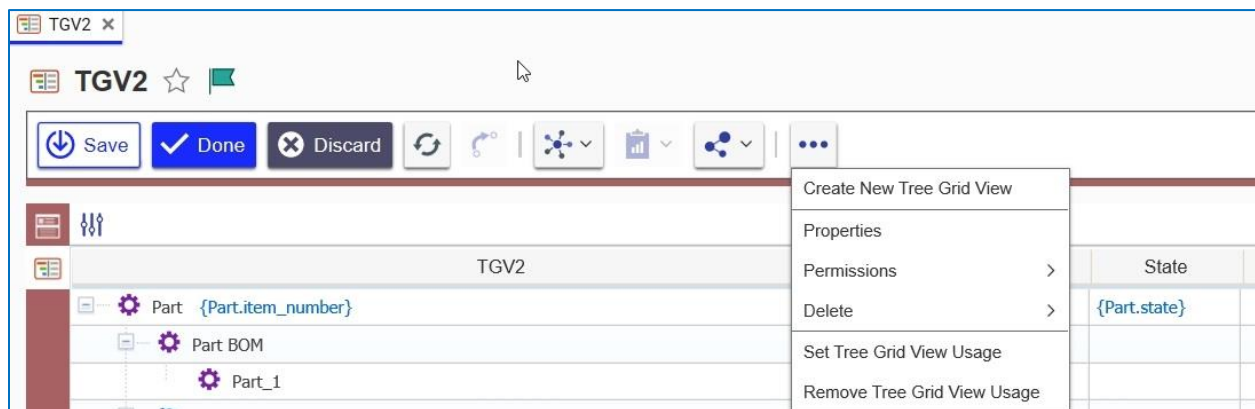 TGV2
TGV2
Save Done Discard
Create New Tree Grid View
Properties
Permissions
Delete
Set Tree Grid View Usage
Remove Tree Grid View Usage
TGV2 State
Part {Part.item_number} {Part.state}
Part BOM
Part_1